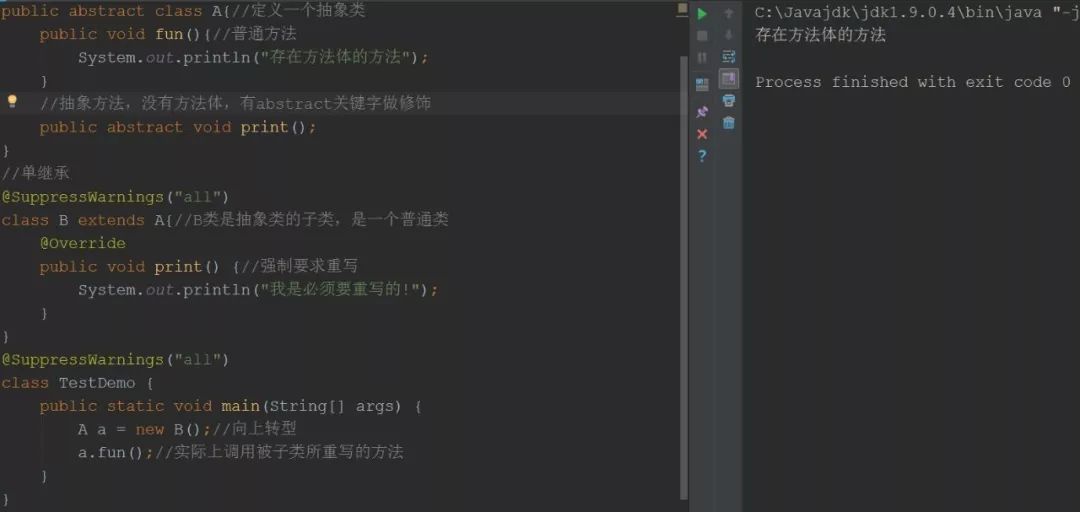 public abstract class A{//定义一个抽象类
    public void fun(){//普通方法
        System.out.println("存在方法体的方法");
    }
    //抽象方法，没有方法体，有abstract关键字做修饰
    public abstract void print();
}
//单继承
@SuppressWarnings("all")
class B extends A{//B类是抽象类的子类，是一个普通类
    @Override
    public void print() {//强制要求重写
        System.out.println("我是必须要重写的!");
    }
}
@SuppressWarnings("all")
class TestDemo {
    public static void main(String[] args) {
        A a = new B();//向上转型
        a.fun();//实际上调用被子类所重写的方法
    }
}
C:\Javajdk\jdk1.9.0.4\bin\java "-j
存在方法体的方法
Process finished with exit code 0